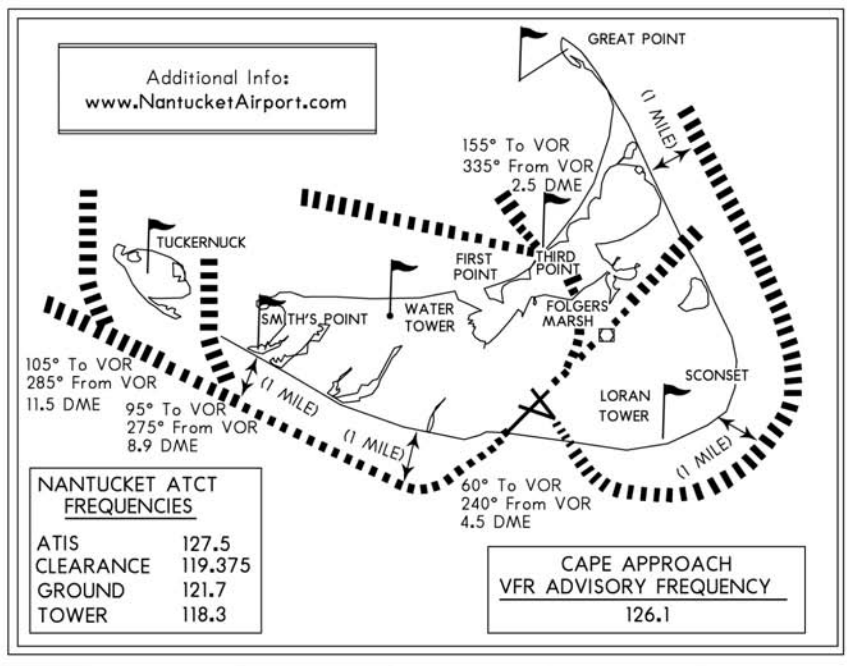 Additional Info:
www.NantucketAirport.com
GREAT POINT
(1 MILE)
155° To VOR
335° From VOR
2.5 DME
TUCKERNUCK
FIRST
POINT
THIRD
POINT
SMITH'S POINT
WATER
TOWER
FOLGERS
MARSH
105° To VOR
285° From VOR
11.5 DME
95° To VOR
275° From VOR
8.9 DME
(1 MILE)
(1 MILE)
SCONSET
LORAN
TOWER
(1 MILE)
60° To VOR
240° From VOR
4.5 DME
NANTUCKET ATCT
FREQUENCIES
ATIS 127.5
CLEARANCE 119.375
GROUND 121.7
TOWER 118.3
CAPE APPROACH
VFR ADVISORY FREQUENCY
126.1